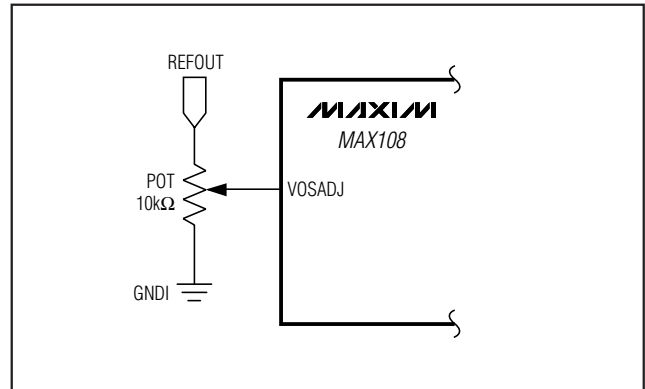 REFOUT
MAXIM
MAX108
POT
10kΩ
VOSADJ
GNDI